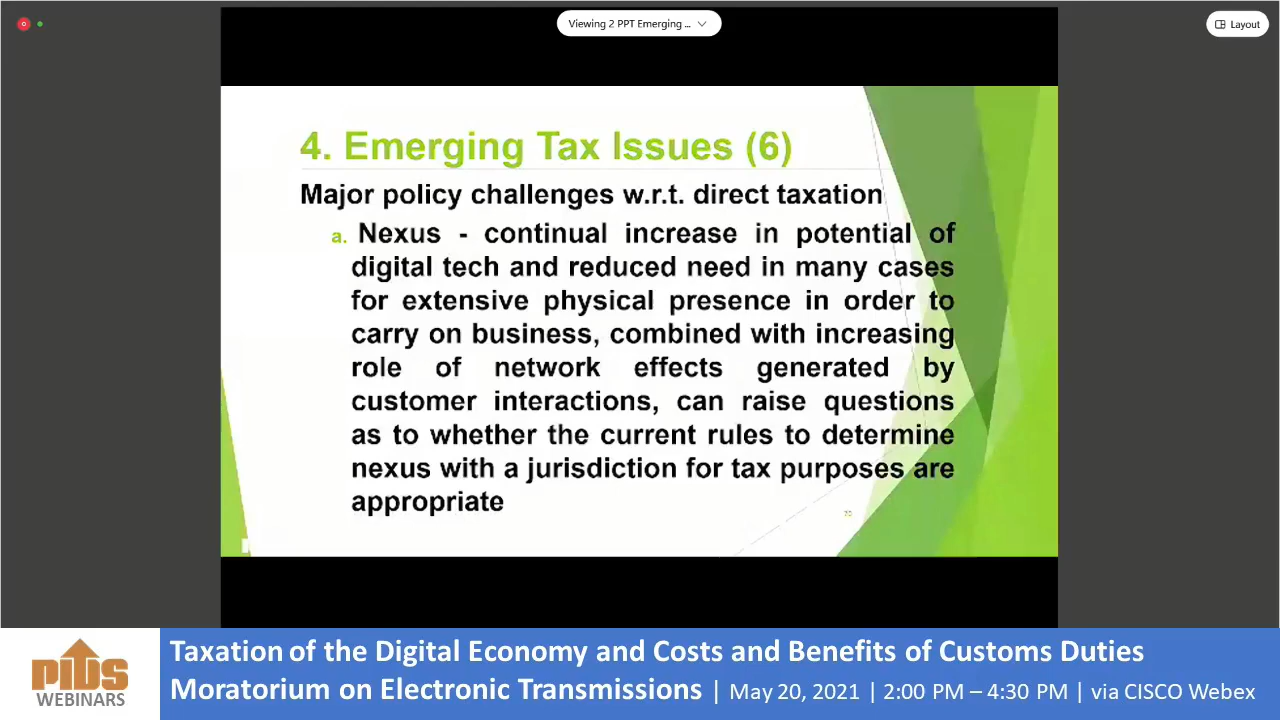 Viewing 2 PPT Emerging ...
Layout
4. Emerging Tax Issues (6)
Major policy challenges w.r.t. direct taxation
a. Nexus - continual increase in potential of
digital tech and reduced need in many cases
for extensive physical presence in order to
carry on business, combined with increasing
role of network effects generated by
customer interactions, can raise questions
as to whether the current rules to determine
nexus with a jurisdiction for tax purposes are
appropriate
PIDS
WEBINARS
Taxation of the Digital Economy and Costs and Benefits of Customs Duties
Moratorium on Electronic Transmissions | May 20, 2021 | 2:00 PM – 4:30 PM | via CISCO Webex